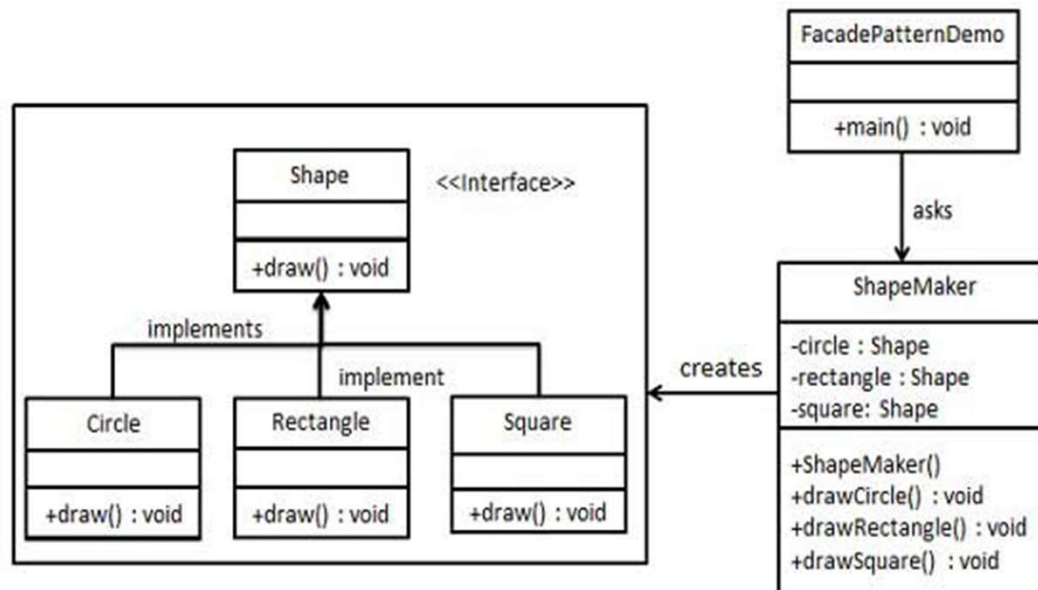 FacadePatternDemo
+main() : void
asks
Shape
<<Interface>>
+draw() : void
implements
implement
Circle
+draw() : void
Rectangle
+draw() : void
Square
+draw() : void
creates
ShapeMaker
-circle : Shape
-rectangle : Shape
-square: Shape
+ShapeMaker()
+drawCircle() : void
+drawRectangle() : void
+drawSquare() : void